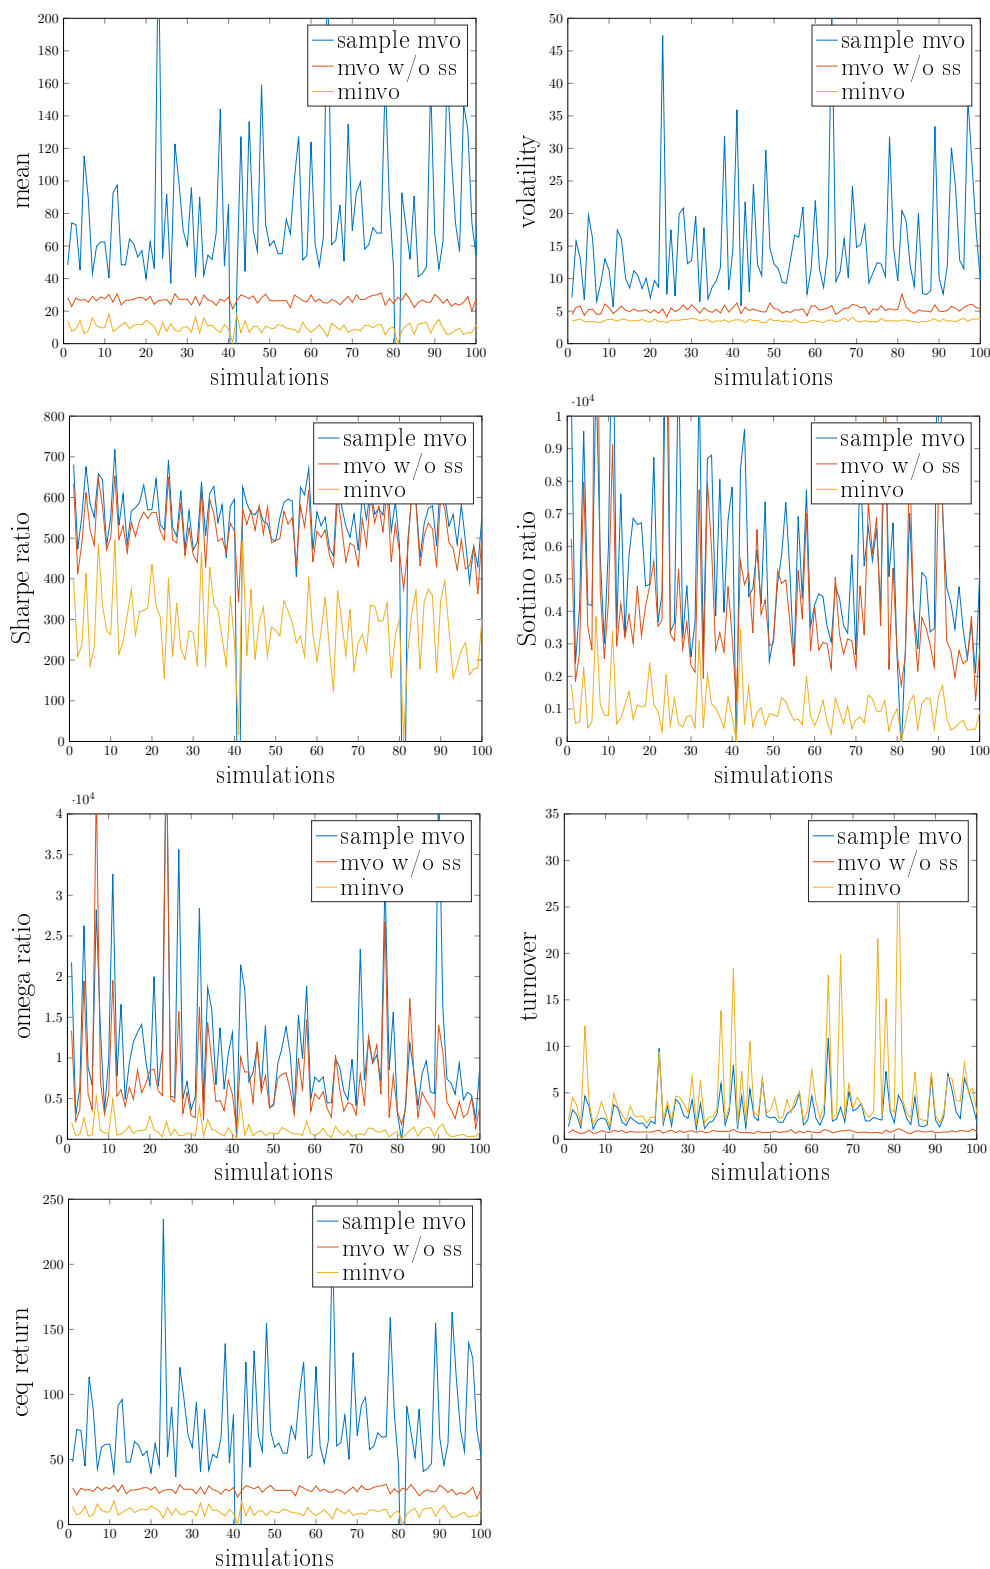 200
180
160
140
120
100
80
60
40
20
0
mean
sample mvo
mvo w/o ss
minvo
0 10 20 30 40 50 60 70 80 90 100
simulations
50
45
40
35
30
25
20
15
10
5
0
volatility
sample mvo
mvo w/o ss
minvo
0 10 20 30 40 50 60 70 80 90 100
simulations
800
700
600
500
400
300
200
100
0
Sharpe ratio
sample mvo
mvo w/o ss
minvo
0 10 20 30 40 50 60 70 80 90 100
simulations
·10⁴
1
0.9
0.8
0.7
0.6
0.5
0.4
0.3
0.2
0.1
0
Sortino ratio
sample mvo
mvo w/o ss
minvo
0 10 20 30 40 50 60 70 80 90 100
simulations
·10⁴
4
3.5
3
2.5
2
1.5
1
0.5
0
omega ratio
sample mvo
mvo w/o ss
minvo
0 10 20 30 40 50 60 70 80 90 100
simulations
35
30
25
20
15
10
5
0
turnover
sample mvo
mvo w/o ss
minvo
0 10 20 30 40 50 60 70 80 90 100
simulations
250
200
150
100
50
0
ceq return
sample mvo
mvo w/o ss
minvo
0 10 20 30 40 50 60 70 80 90 100
simulations